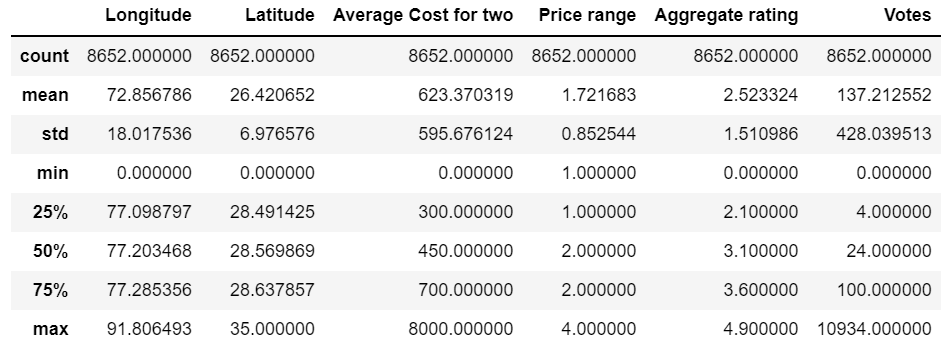 Longitude Latitude Average Cost for two Price range Aggregate rating Votes
count 8652.000000 8652.000000 8652.000000 8652.000000 8652.000000 8652.000000
mean 72.856786 26.420652 623.370319 1.721683 2.523324 137.212552
std 18.017536 6.976576 595.676124 0.852544 1.510986 428.039513
min 0.000000 0.000000 0.000000 1.000000 0.000000 0.000000
25% 77.098797 28.491425 300.000000 1.000000 2.100000 4.000000
50% 77.203468 28.569869 450.000000 2.000000 3.100000 24.000000
75% 77.285356 28.637857 700.000000 2.000000 3.600000 100.000000
max 91.806493 35.000000 8000.000000 4.000000 4.900000 10934.000000